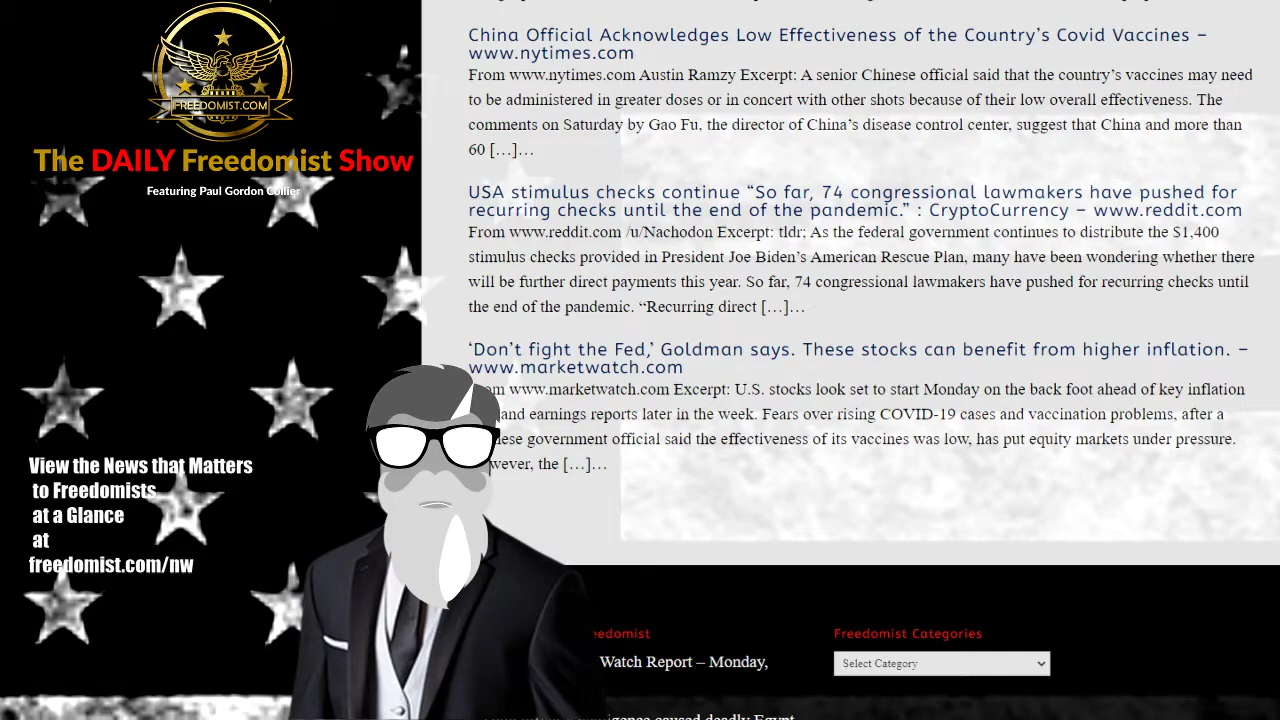 FREEDOMIST.COM
The DAILY Freedomist Show
Featuring Paul Gordon Collier
View the News that Matters
to Freedomists
at a Glance
at
freedomist.com/nw
China Official Acknowledges Low Effectiveness of the Country’s Covid Vaccines –
www.nytimes.com
From www.nytimes.com Austin Ramzy Excerpt: A senior Chinese official said that the country’s vaccines may need
to be administered in greater doses or in concert with other shots because of their low overall effectiveness. The
comments on Saturday by Gao Fu, the director of China’s disease control center, suggest that China and more than
60 […]…
USA stimulus checks continue “So far, 74 congressional lawmakers have pushed for
recurring checks until the end of the pandemic.” : CryptoCurrency – www.reddit.com
From www.reddit.com /u/Nachodon Excerpt: tldr; As the federal government continues to distribute the $1,400
stimulus checks provided in President Joe Biden’s American Rescue Plan, many have been wondering whether there
will be further direct payments this year. So far, 74 congressional lawmakers have pushed for recurring checks until
the end of the pandemic. “Recurring direct […]…
‘Don’t fight the Fed,’ Goldman says. These stocks can benefit from higher inflation. –
www.marketwatch.com
www.marketwatch.com Excerpt: U.S. stocks look set to start Monday on the back foot ahead of key inflation
and earnings reports later in the week. Fears over rising COVID-19 cases and vaccination problems, after a
government official said the effectiveness of its vaccines was low, has put equity markets under pressure.
the […]…
Freedomist Categories
Watch Report – Monday,
Select Category